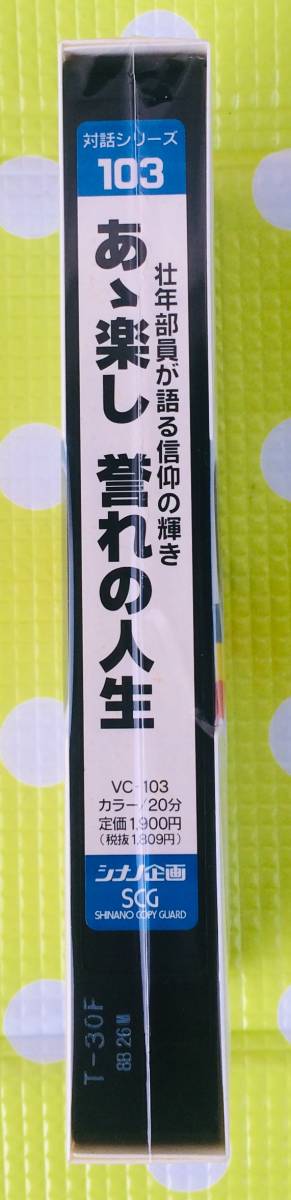 対話シリーズ
103
壮年部員が語る信仰の輝き
あゝ楽し 誉れの人生
VC-103
カラー/20分
定価1,900円
(税抜1,809円)
シナノ企画
SCG
SHINANO COPY GUARD
T-30F
8B 26 M